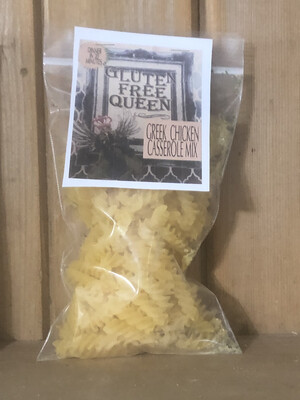 GLUTEN
FREE
QUEEN
GREEK CHICKEN
CASSEROLE MIX